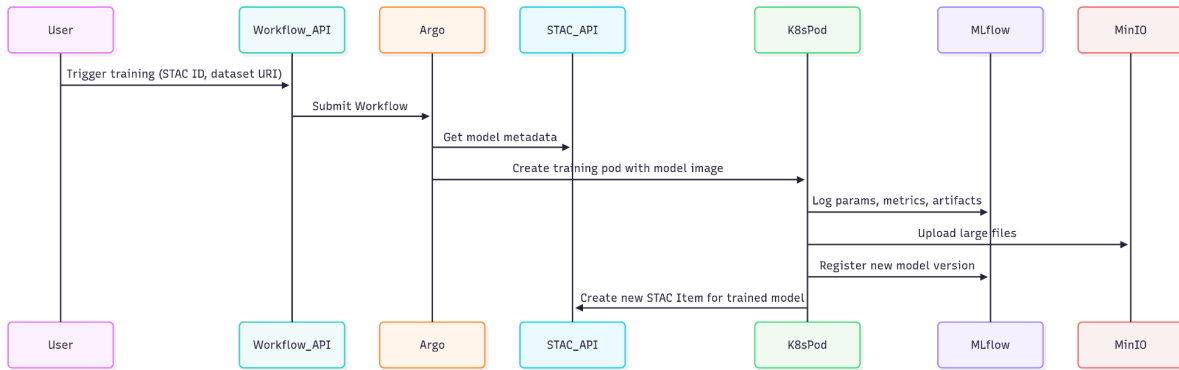 User
Workflow_API
Argo
STAC_API
K8sPod
MLflow
MinIO
Trigger training (STAC ID, dataset URI)
Submit Workflow
Get model metadata
Create training pod with model image
Log params, metrics, artifacts
Upload large files
Register new model version
Create new STAC Item for trained model
User
Workflow_API
Argo
STAC_API
K8sPod
MLflow
MinIO